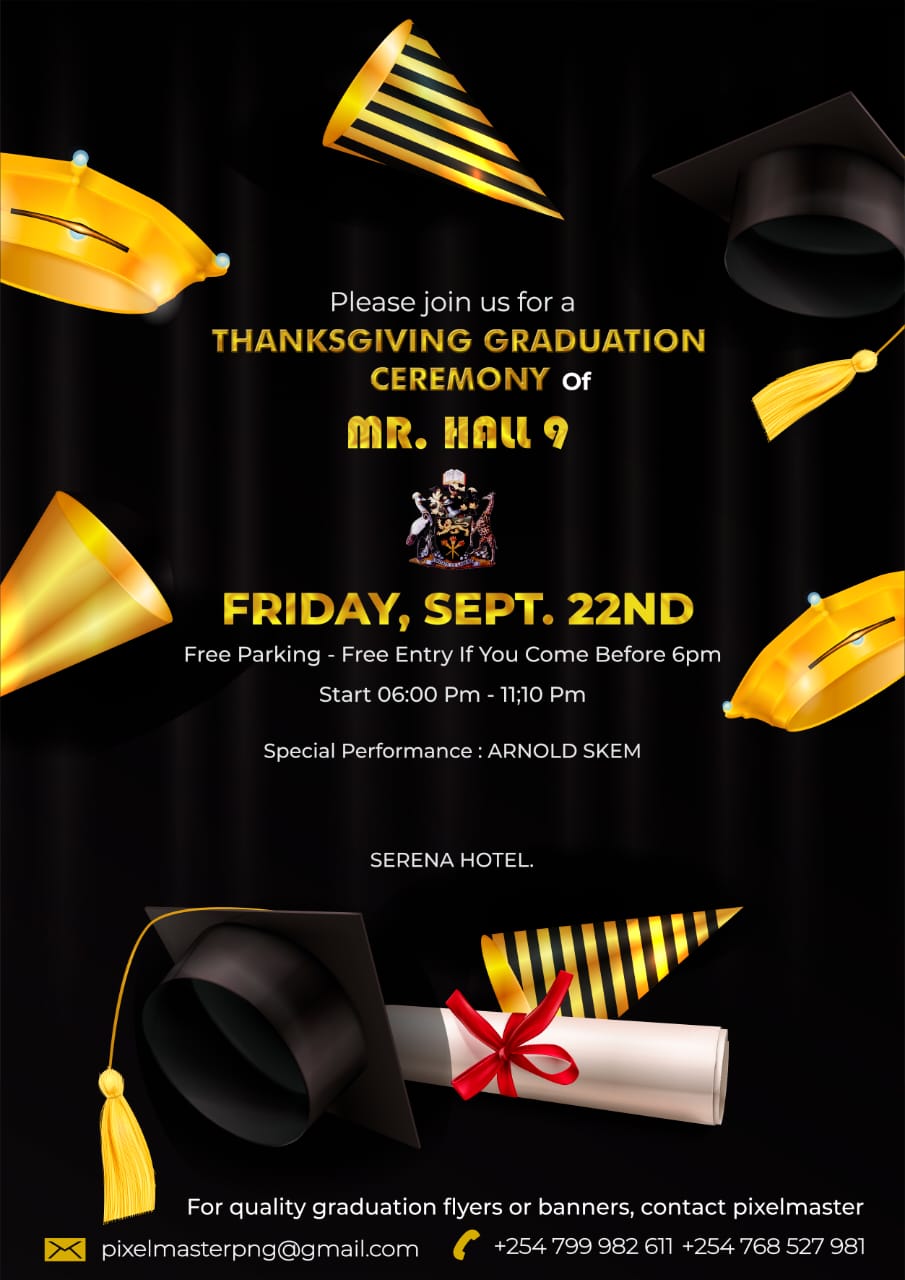 Please join us for a
THANKSGIVING GRADUATION
CEREMONY Of
MR. HALL 9
FRIDAY, SEPT. 22ND
Free Parking - Free Entry If You Come Before 6pm
Start 06:00 Pm - 11;10 Pm
Special Performance : ARNOLD SKEM
SERENA HOTEL.
For quality graduation flyers or banners, contact pixelmaster
pixelmasterpng@gmail.com +254 799 982 611 +254 768 527 981